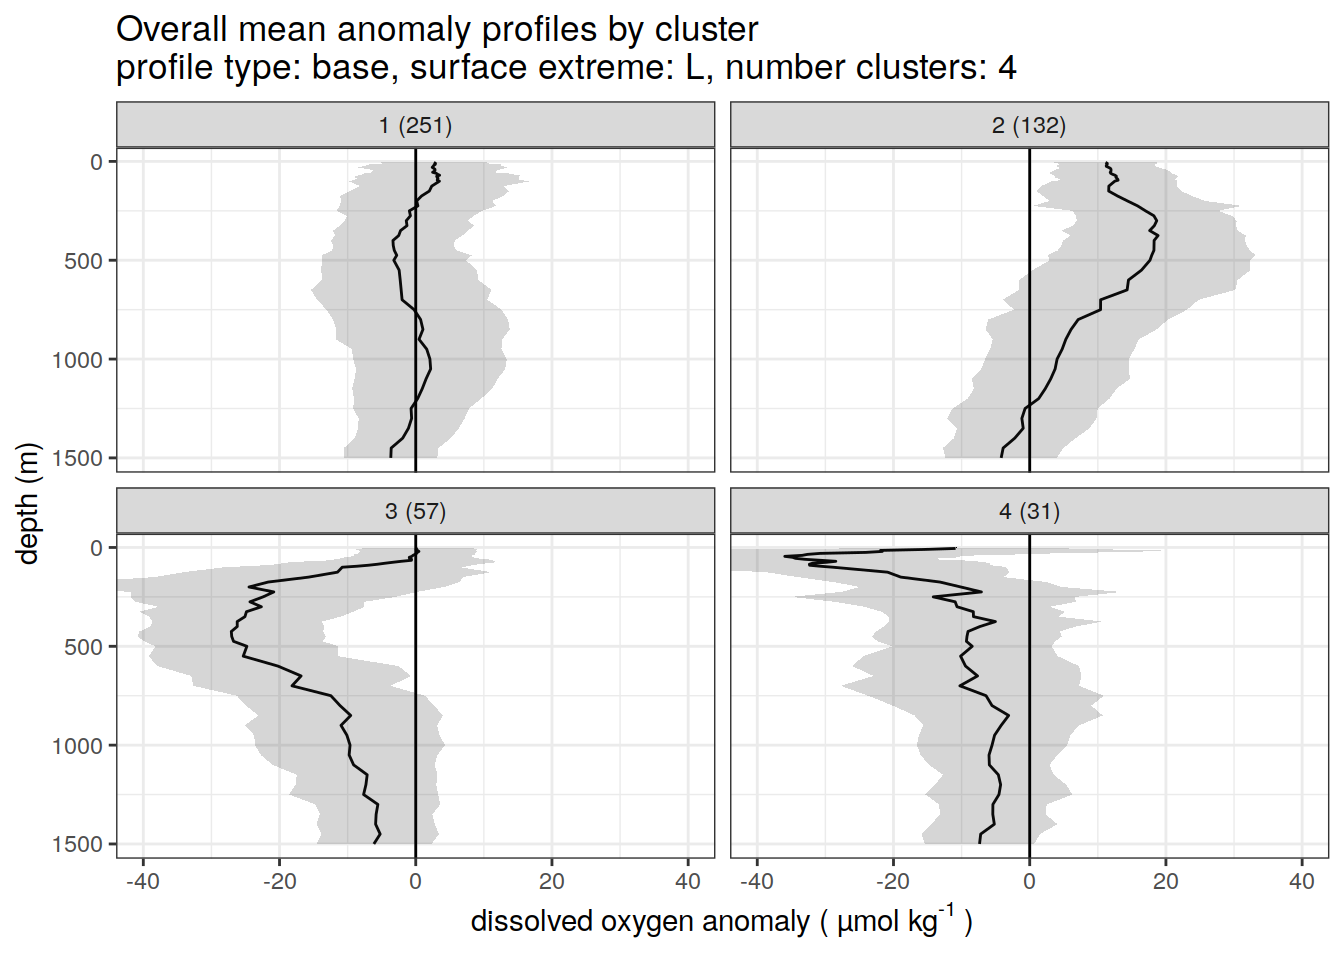 Overall mean anomaly profiles by cluster
profile type: base, surface extreme: L, number clusters: 4
1 (251)
2 (132)
0
500
1000
1500
3 (57)
4 (31)
0
500
1000
1500
depth (m)
-40 -20 0 20 40
-40 -20 0 20 40
dissolved oxygen anomaly ( µmol kg⁻¹ )